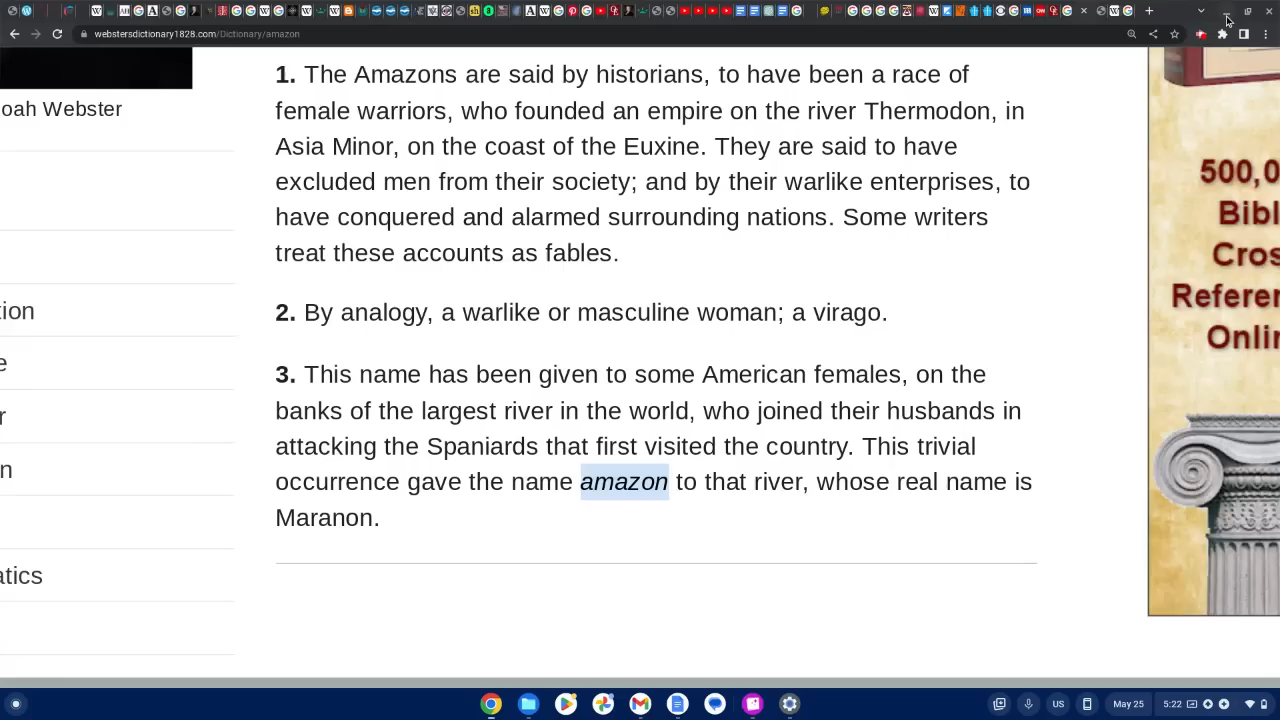 webstersdictionary1828.com/Dictionary/amazon
oah Webster
tion
e
r
n
atics
1. The Amazons are said by historians, to have been a race of
female warriors, who founded an empire on the river Thermodon, in
Asia Minor, on the coast of the Euxine. They are said to have
excluded men from their society; and by their warlike enterprises, to
have conquered and alarmed surrounding nations. Some writers
treat these accounts as fables.
2. By analogy, a warlike or masculine woman; a virago.
3. This name has been given to some American females, on the
banks of the largest river in the world, who joined their husbands in
attacking the Spaniards that first visited the country. This trivial
occurrence gave the name amazon to that river, whose real name is
Maranon.
500,0
Bibl
Cros
Referen
Onlin
US
May 25
5:22